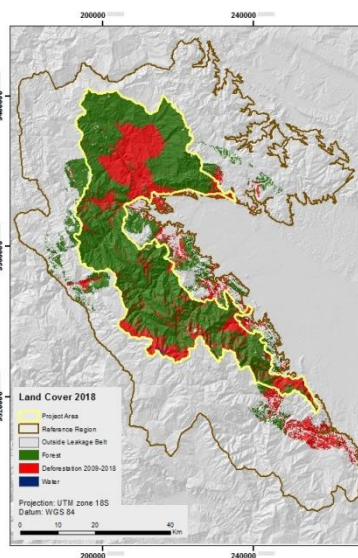 200000 240000
Land Cover 2018
Project Area
Reference Region
Outside Leakage Belt
Forest
Deforestation 2009-2018
Water
Projection: UTM zone 18S
Datum: WGS 84
0 10 20 40
Km
200000 240000